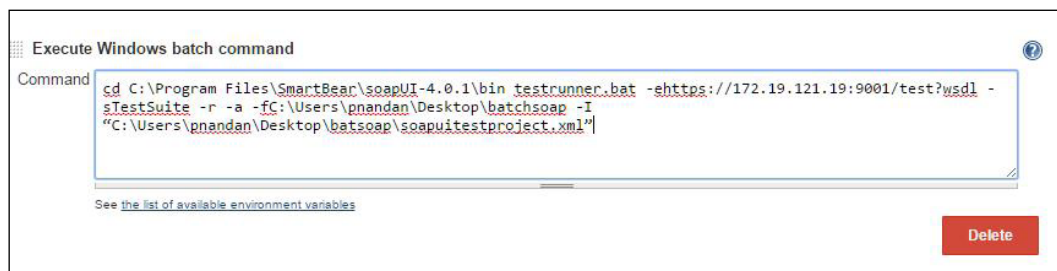 Execute Windows batch command
Command
cd C:\Program Files\SmartBear\soapUI-4.0.1\bin testrunner.bat -ehttps://172.19.121.19:9001/test?wsdl -
sTestSuite -r -a -fC:\Users\pnandan\Desktop\batchsoap -I
“C:\Users\pnandan\Desktop\batsoap\soapuitestproject.xml”
See the list of available environment variables
Delete